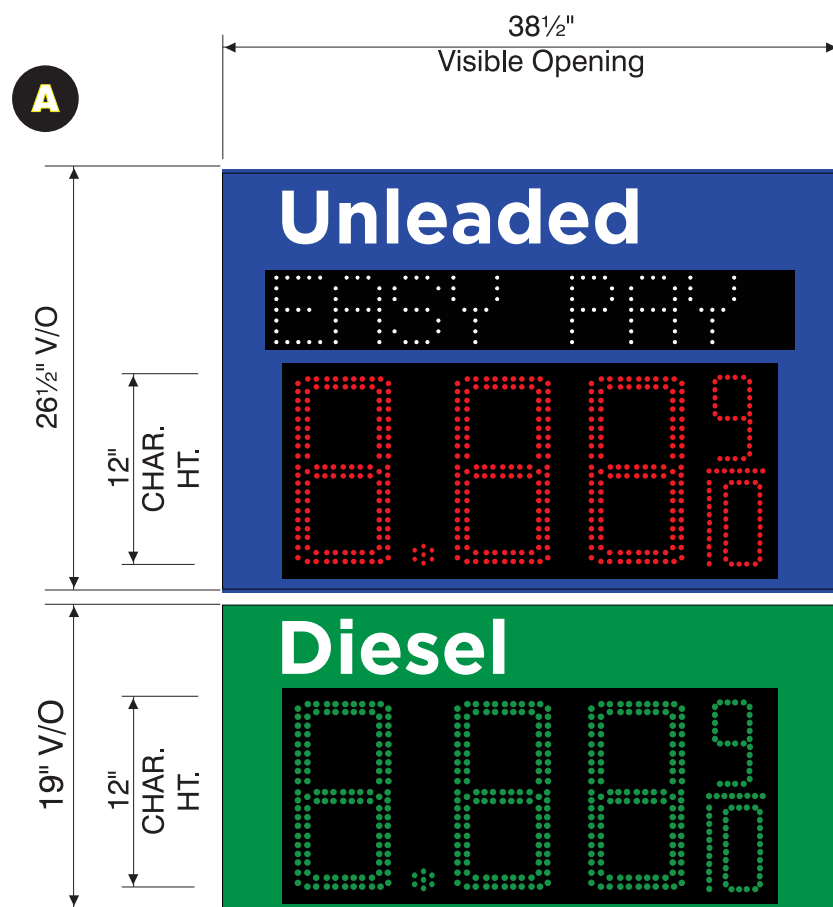 38½"
Visible Opening
A
26½" V/O
Unleaded
EASY PAY
12"
CHAR.
HT.
8.88 9/10
19" V/O
Diesel
12"
CHAR.
HT.
8.88 9/10